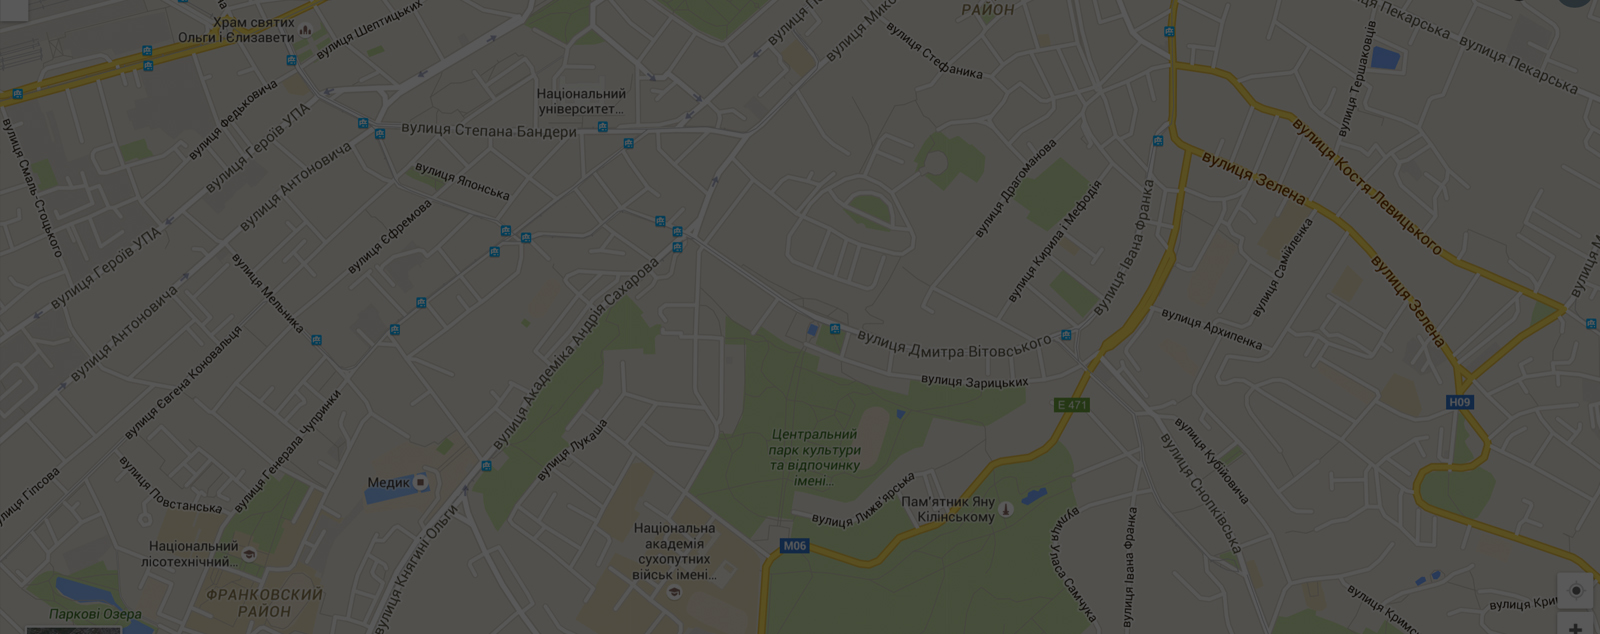 РАЙОН
Храм святих
Ольги і Єлизавети
вулиця Шептицьких
вулиця Стефаника
вулиця Пекарська
вулиця Пекарська
вулиця Тершаковців
Національний
університет...
вулиця Федьковича
вулиця Героїв УПА
вулиця Степана Бандери
вулиця Антоновича
вулиця Смаль-Стоцького
вулиця Японська
вулиця Драгоманова
вулиця Кирила і Мефодія
вулиця Івана Франка
вулиця Костя Левицького
вулиця Зелена
вулиця Самійленка
вулиця Єфремова
вулиця Героїв УПА
вулиця Мельника
вулиця Антоновича
вулиця Академіка Андрія Сахарова
вулиця Зелена
вулиця Архипенка
вулиця Дмитра Вітовського
вулиця Зарицьких
вулиця Євгена Коновальця
вулиця Генерала Чупринки
E 471
H09
вулиця Лукаша
Центральний
парк культури
та відпочинку
імені...
вулиця Кубійовича
вулиця Снопківська
вулиця Гіпсова
вулиця Повстанська
Медик
вулиця Лижв'ярська
Пам'ятник Яну
Кілінському
вулиця Княгині Ольги
Національна
академія
сухопутних
військ імені...
M06
вулиця Уласа Самчука
вулиця Івана Франка
Національний
лісотехнічний...
ФРАНКОВСКИЙ
РАЙОН
Паркові Озера